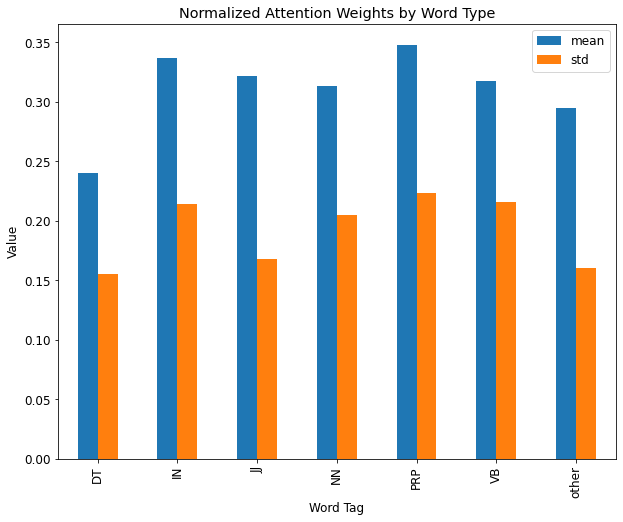 Normalized Attention Weights by Word Type
mean
std
Value
0.35
0.30
0.25
0.20
0.15
0.10
0.05
0.00
DT
IN
JJ
NN
PRP
VB
other
Word Tag